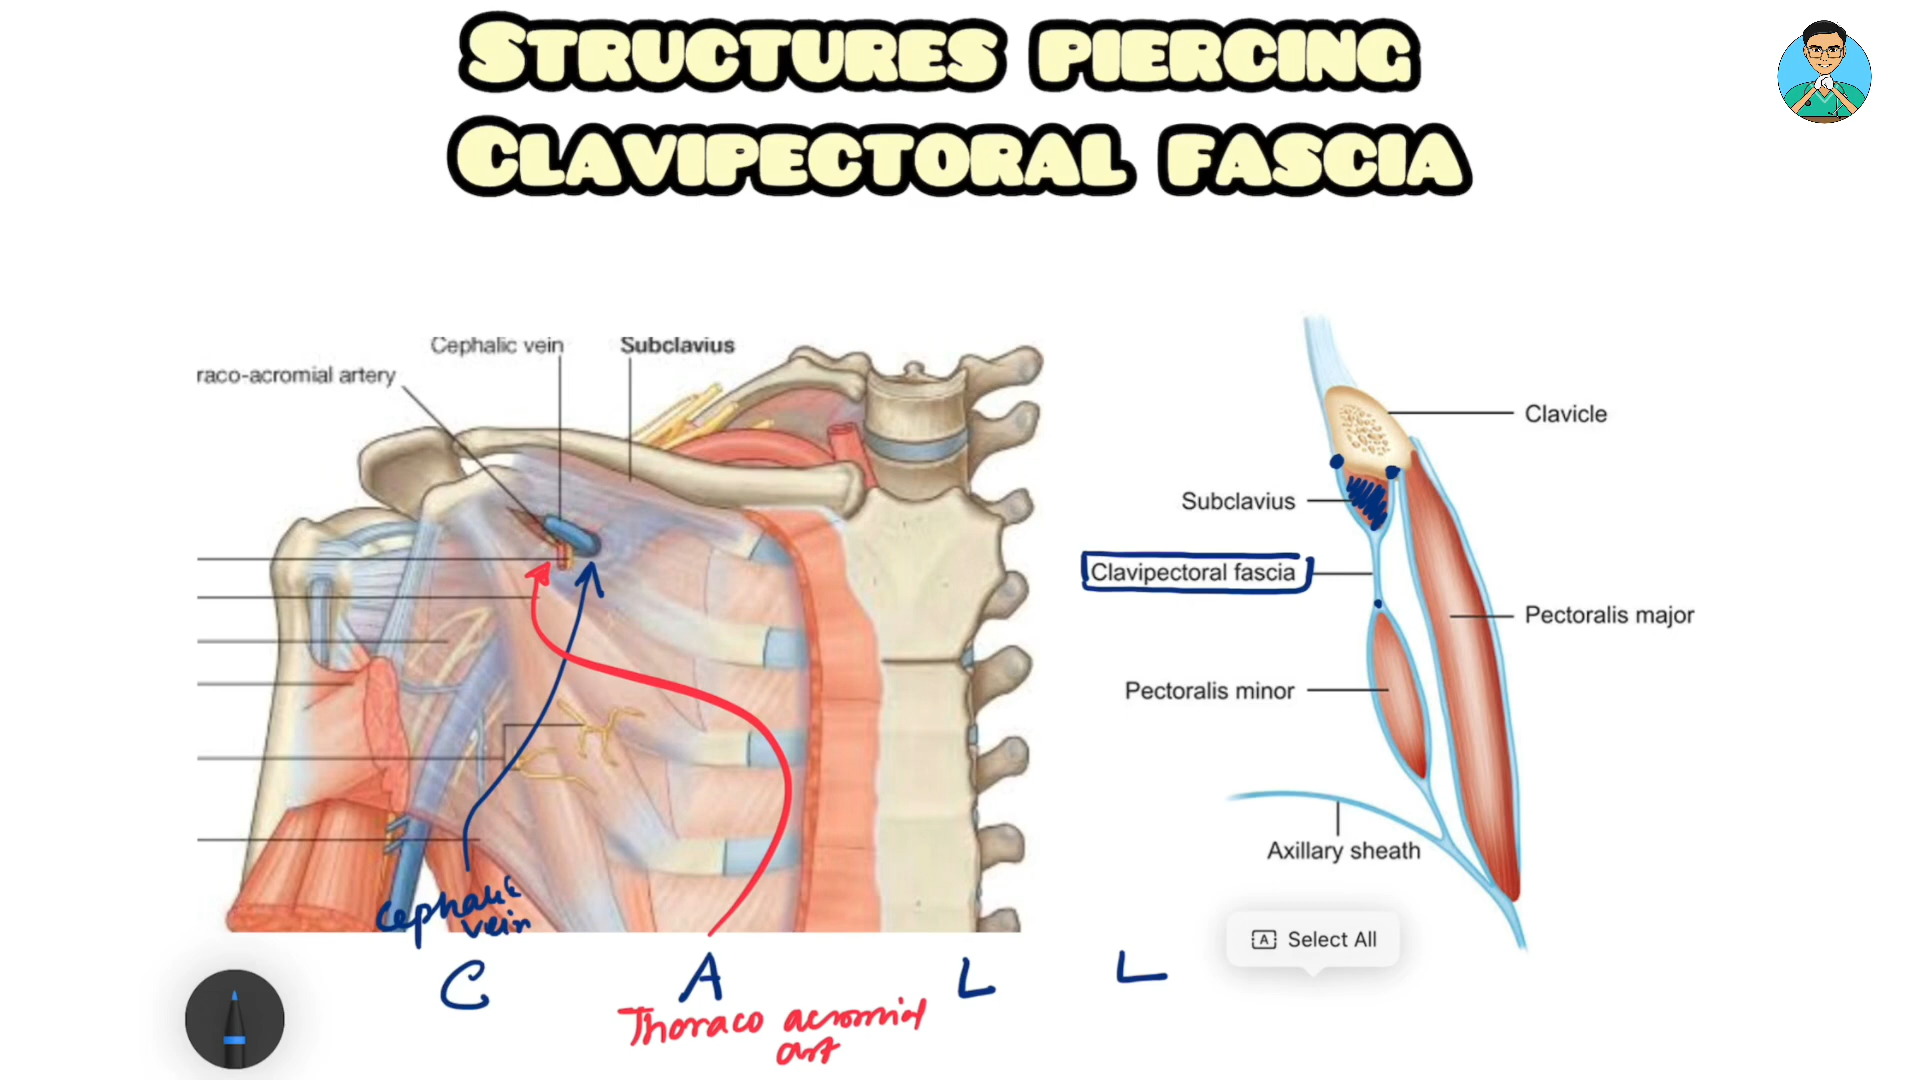 STRUCTURES PIERCING
CLAVIPECTORAL FASCIA
Cephalic vein
Subclavius
raco-acromial artery
Clavicle
Subclavius
Clavipectoral fascia
Pectoralis major
Pectoralis minor
Axillary sheath
Cephalic
vein
Select All
C A L L
Thoraco acromial
art